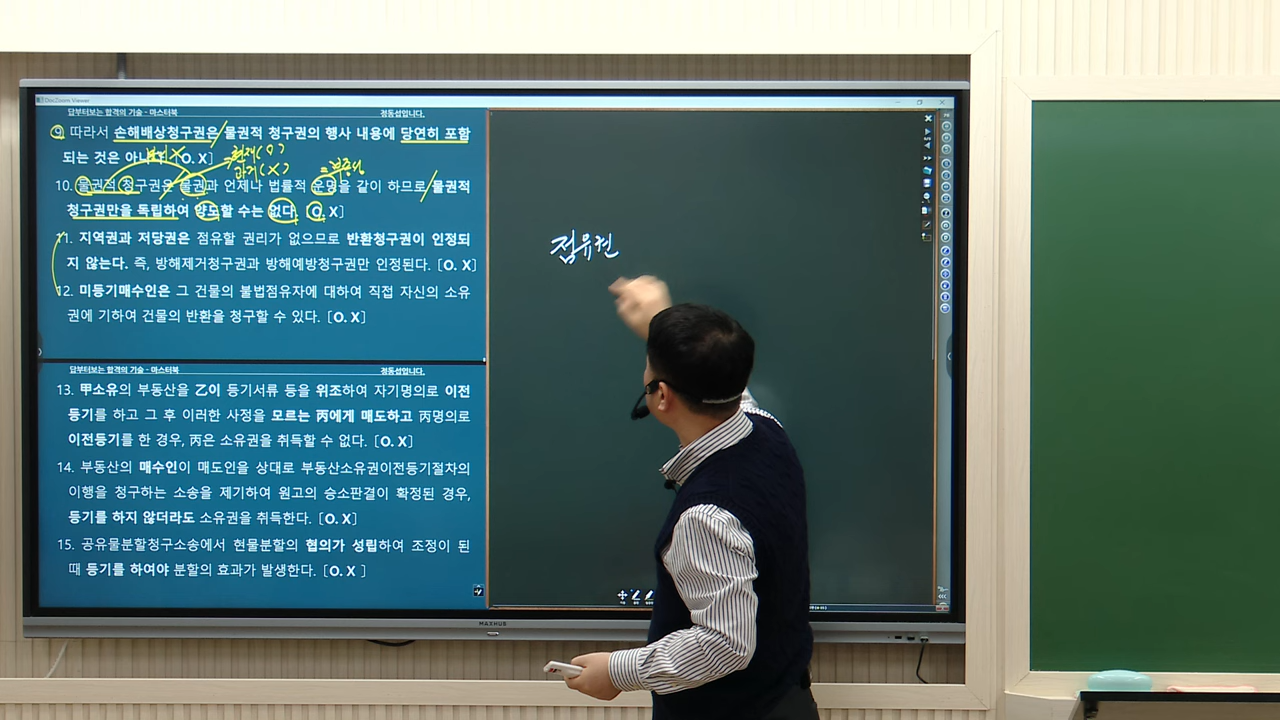 DocZoom Viewer
답부터보는 합격의 기술 - 마스터북 정동섭입니다.
⑨ 따라서 손해배상청구권은/물권적 청구권의 행사 내용에 당연히 포함
되는 것은 아니다. [O. X]
현재(O)
과거(X)
10. 물권적 청구권은 물권과 언제나 법률적 운명을 같이 하므로/물권적
청구권만을 독립하여 양도할 수는 없다. [O. X]
11. 지역권과 저당권은 점유할 권리가 없으므로 반환청구권이 인정되
지 않는다. 즉, 방해제거청구권과 방해예방청구권만 인정된다. [O. X]
12. 미등기매수인은 그 건물의 불법점유자에 대하여 직접 자신의 소유
권에 기하여 건물의 반환을 청구할 수 있다. [O. X]
답부터보는 합격의 기술 - 마스터북 정동섭입니다.
13. 甲소유의 부동산을 乙이 등기서류 등을 위조하여 자기명의로 이전
등기를 하고 그 후 이러한 사정을 모르는 丙에게 매도하고 丙명의로
이전등기를 한 경우, 丙은 소유권을 취득할 수 없다. [O. X]
14. 부동산의 매수인이 매도인을 상대로 부동산소유권이전등기절차의
이행을 청구하는 소송을 제기하여 원고의 승소판결이 확정된 경우,
등기를 하지 않더라도 소유권을 취득한다. [O. X]
15. 공유물분할청구소송에서 현물분할의 협의가 성립하여 조정이 된
때 등기를 하여야 분할의 효과가 발생한다. [O. X ]
점유권
MAXHUB